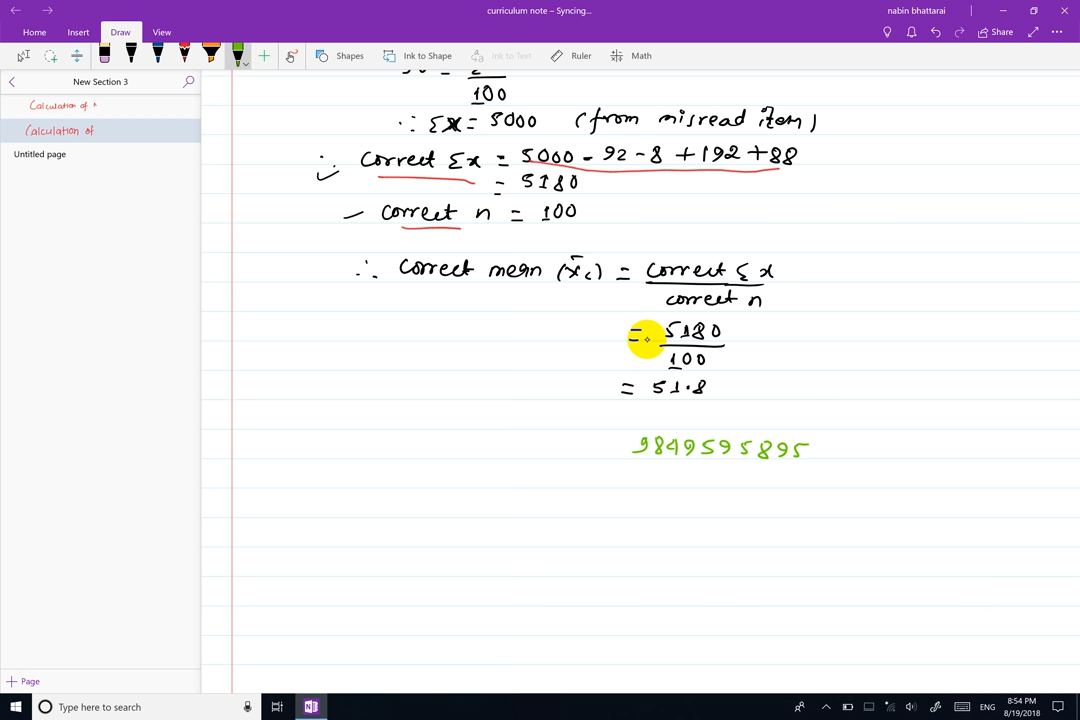 curriculum note – Syncing...
nabin bhattarai
Home Insert Draw View
Share
Shapes Ink to Shape Ink to Text Ruler Math
New Section 3
Calculation of
Calculation of
Untitled page
100
∴ Σx = 5000 (from misread item)
∴ correct Σx = 5000 - 92 - 8 + 192 + 88
= 5180
- correct n = 100
∴ correct mean (x̄c) = correct Σx
correct n
= 5180
100
= 51.8
9849595895
+ Page
Type here to search
ENG
8:54 PM
8/19/2018